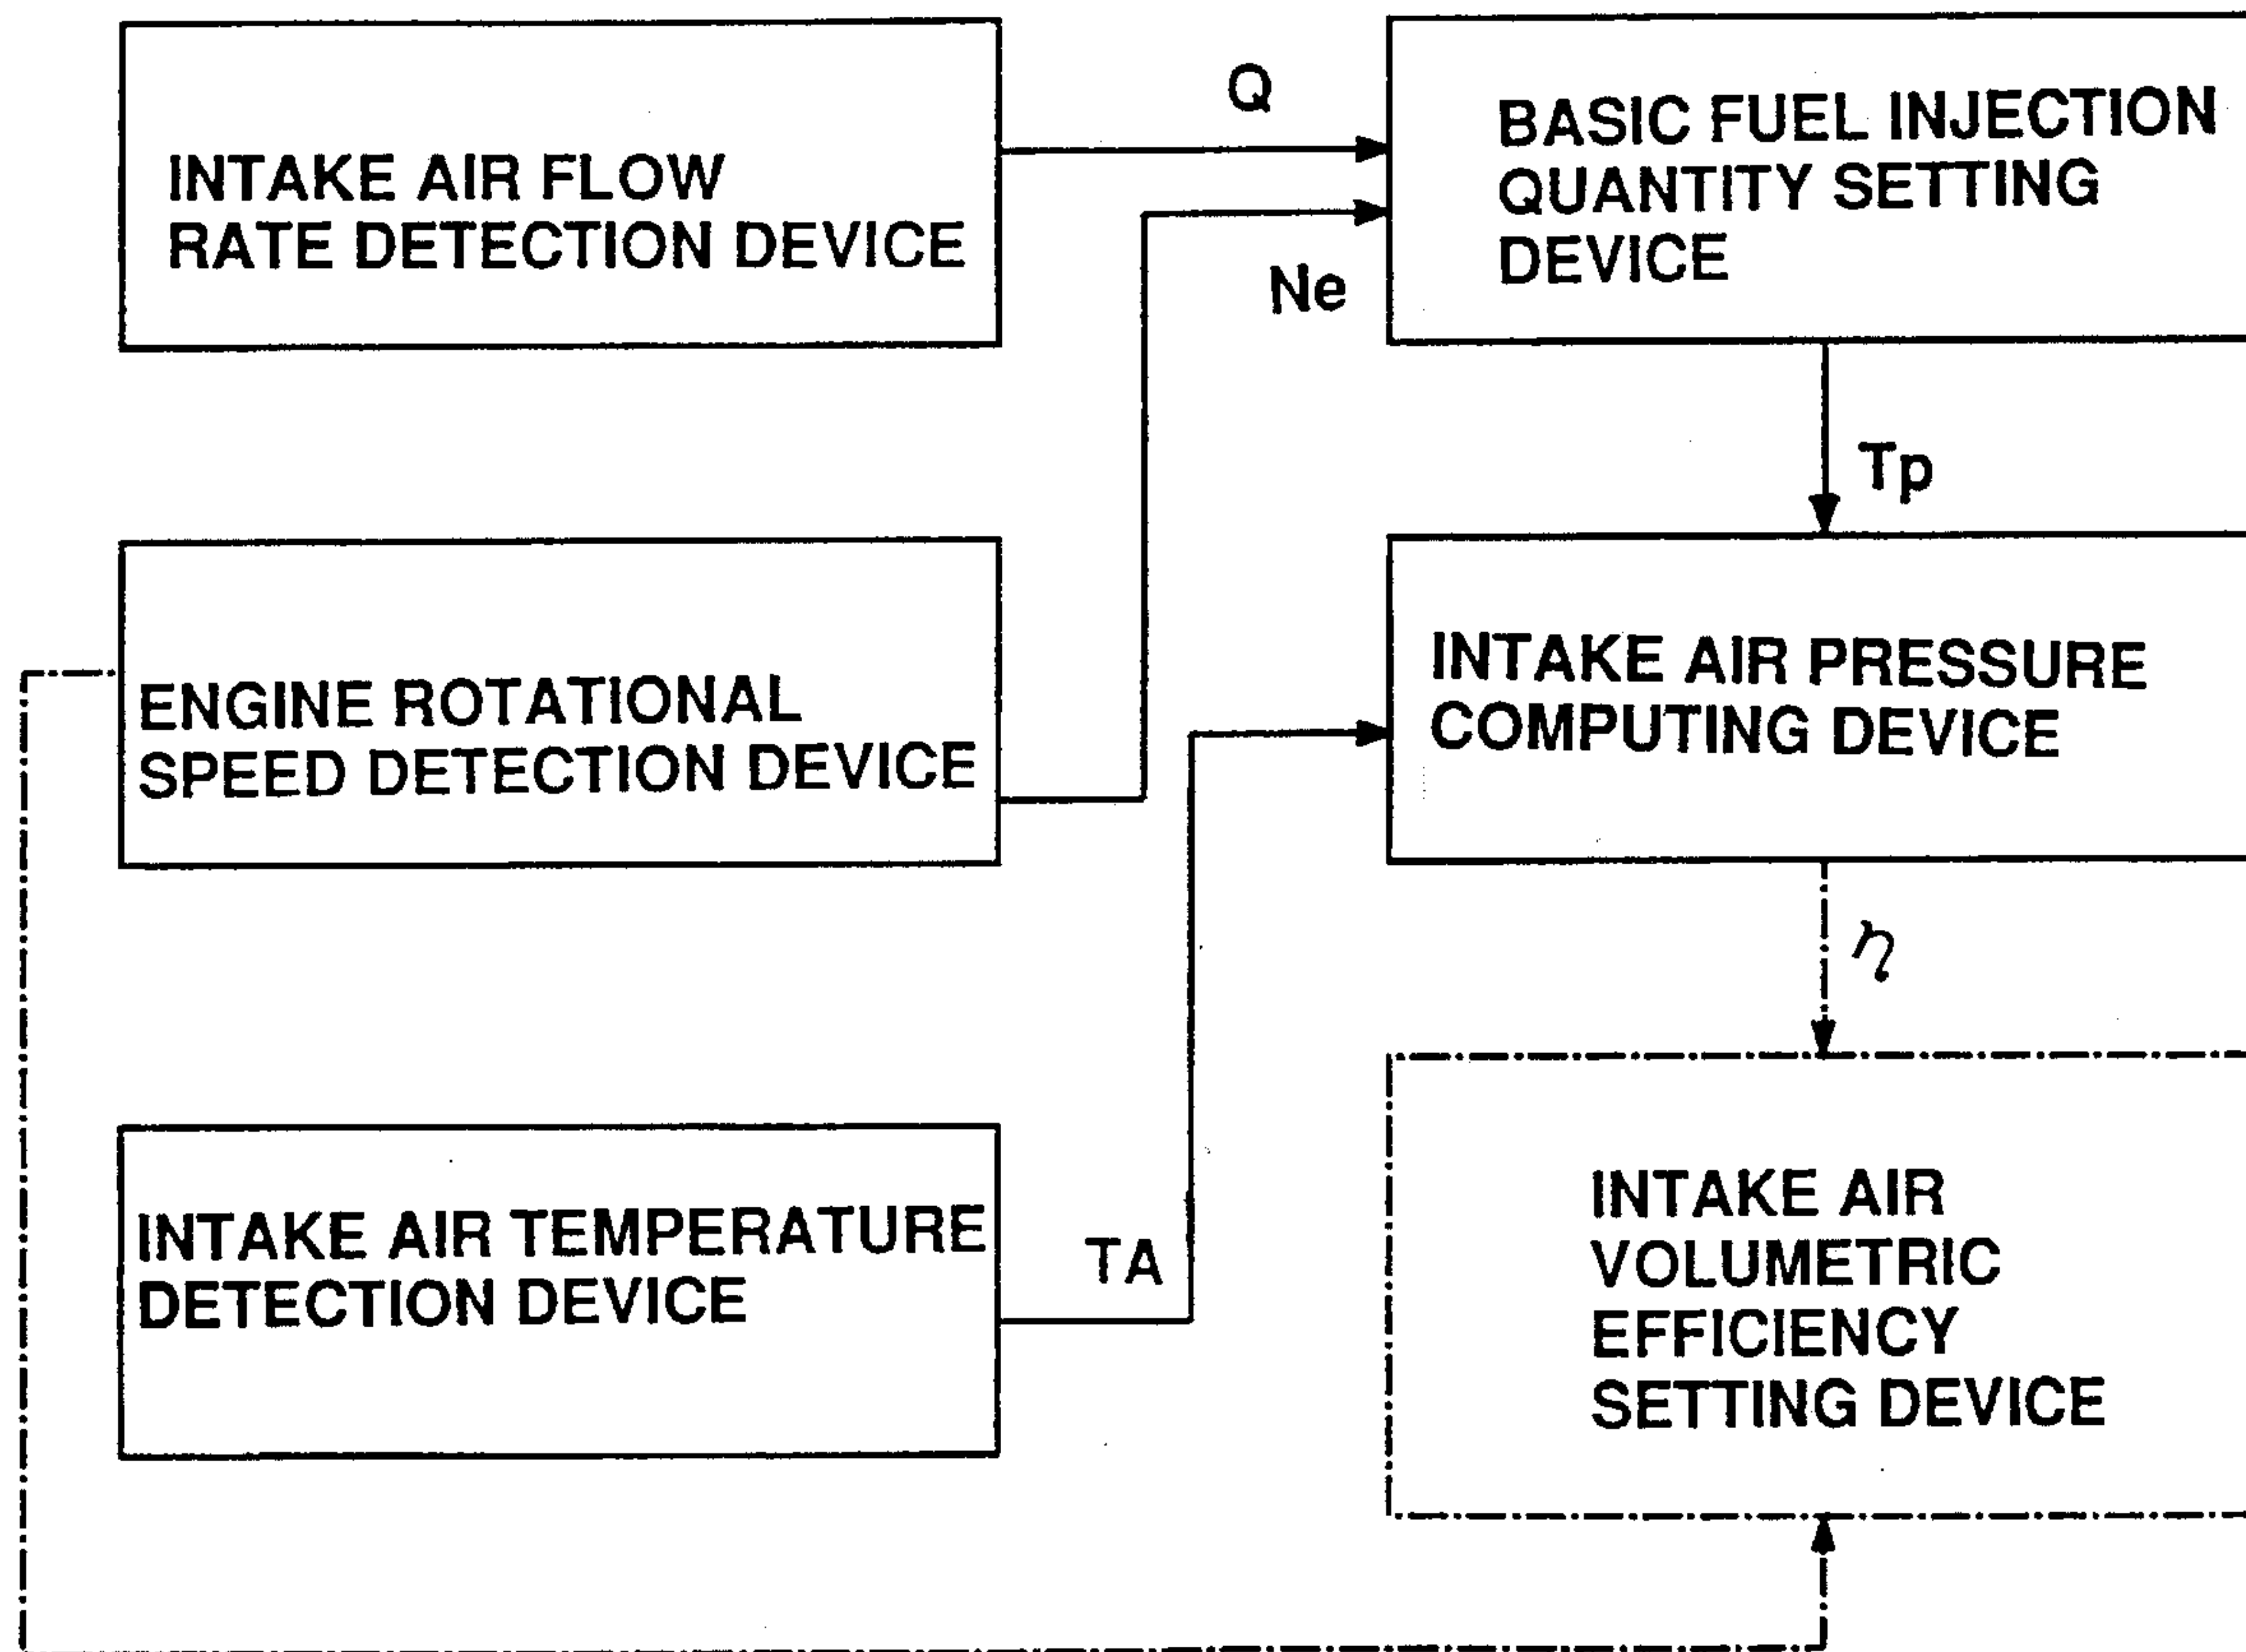 INTAKE AIR FLOW
RATE DETECTION DEVICE
Q
Ne
BASIC FUEL INJECTION
QUANTITY SETTING
DEVICE
Tp
ENGINE ROTATIONAL
SPEED DETECTION DEVICE
INTAKE AIR PRESSURE
COMPUTING DEVICE
η
INTAKE AIR TEMPERATURE
DETECTION DEVICE
TA
INTAKE AIR
VOLUMETRIC
EFFICIENCY
SETTING DEVICE